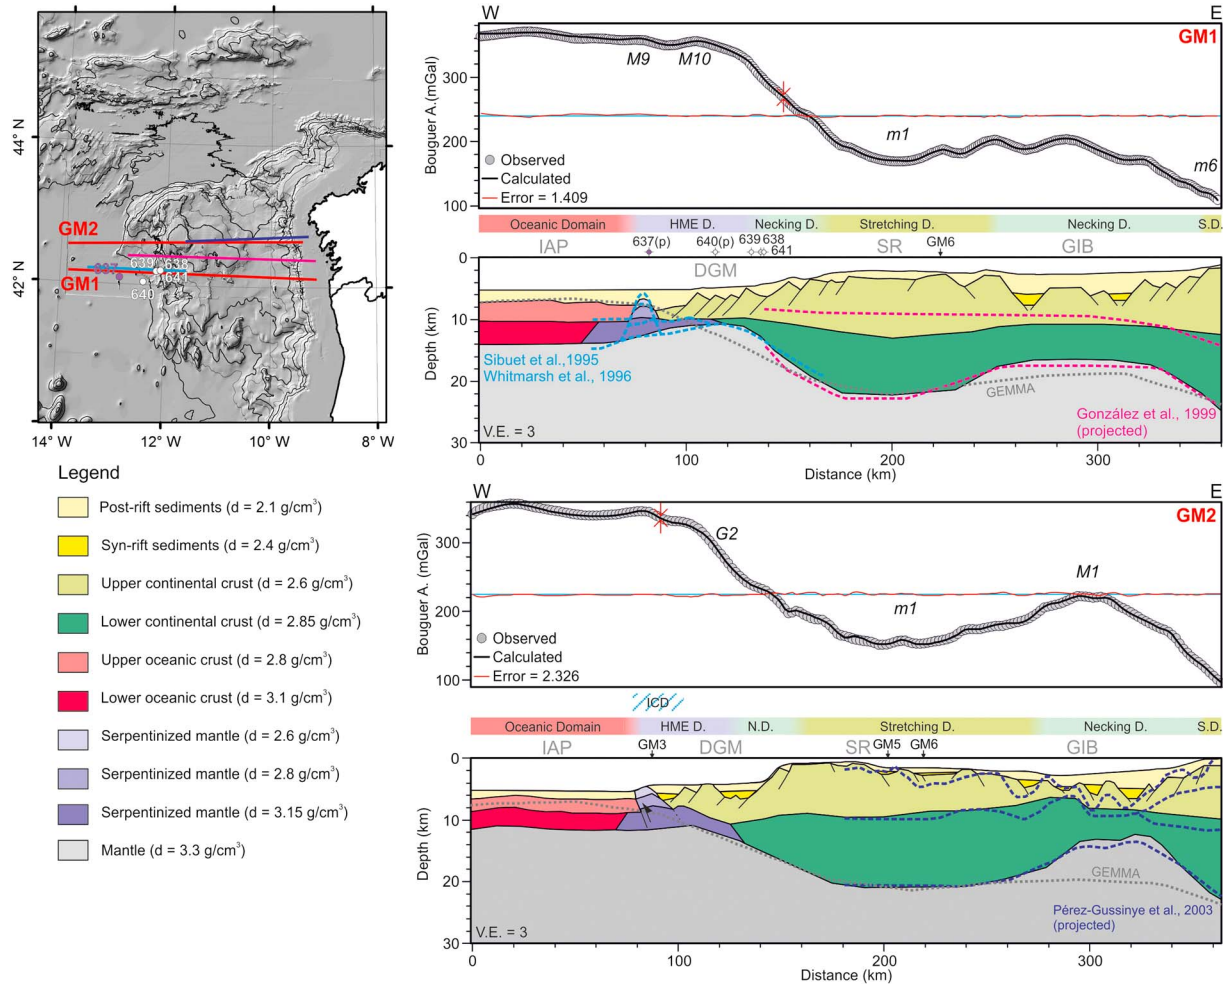 44° N
42° N
14° W
12° W
10° W
8° W
GM2
GM1
637
639
638
641
640
Legend
Post-rift sediments (d = 2.1 g/cm³)
Syn-rift sediments (d = 2.4 g/cm³)
Upper continental crust (d = 2.6 g/cm³)
Lower continental crust (d = 2.85 g/cm³)
Upper oceanic crust (d = 2.8 g/cm³)
Lower oceanic crust (d = 3.1 g/cm³)
Serpentinized mantle (d = 2.6 g/cm³)
Serpentinized mantle (d = 2.8 g/cm³)
Serpentinized mantle (d = 3.15 g/cm³)
Mantle (d = 3.3 g/cm³)
W
E
GM1
M9
M10
m1
m6
Bouguer A.(mGal)
300
200
100
Observed
Calculated
Error = 1.409
Oceanic Domain
HME D.
Necking D.
Stretching D.
Necking D.
S.D.
IAP
637(p)
640(p)
639
638
641
DGM
SR
GM6
GIB
Depth (km)
0
10
20
30
Sibuet et al.,1995
Whitmarsh et al., 1996
GEMMA
González et al., 1999
(projected)
V.E. = 3
0
100
200
300
Distance (km)
W
E
GM2
G2
m1
M1
Bouguer A. (mGal)
300
200
100
Observed
Calculated
Error = 2.326
ICD
Oceanic Domain
HME D.
N.D.
Stretching D.
Necking D.
S.D.
IAP
GM3
DGM
SR
GM5
GM6
GIB
Depth (km)
0
10
20
30
GEMMA
Pérez-Gussinye et al., 2003
(projected)
V.E. = 3
0
100
200
300
Distance (km)